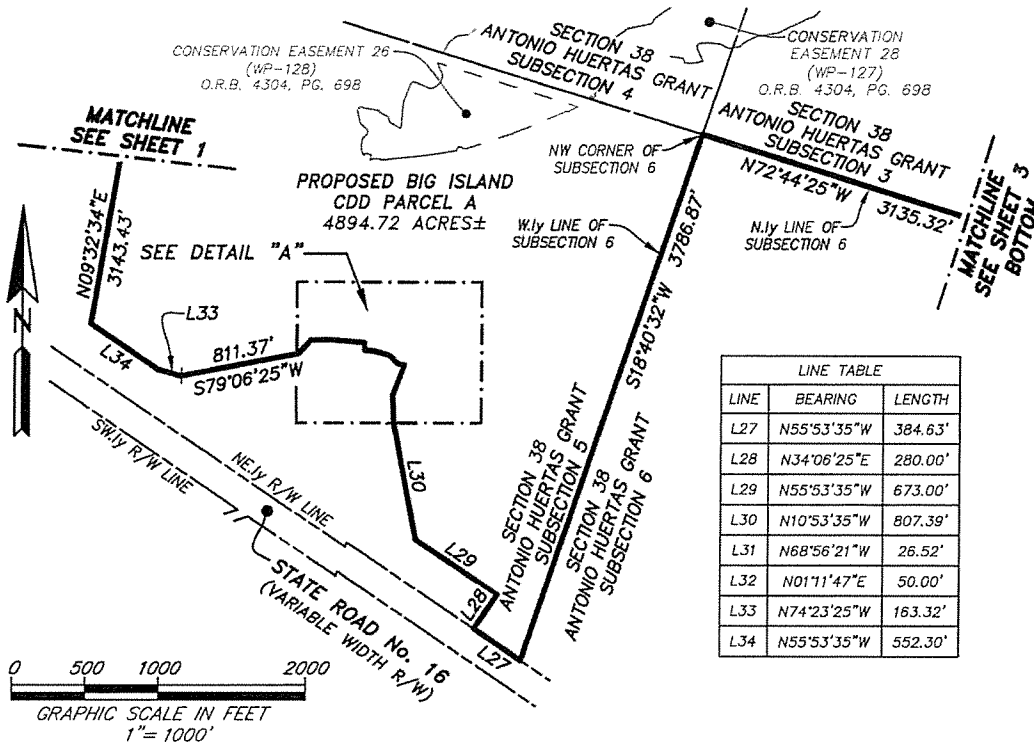 SECTION 38
ANTONIO HUERTAS GRANT
SUBSECTION 4
CONSERVATION EASEMENT 26
(WP-128)
O.R.B. 4304, PG. 698
CONSERVATION
EASEMENT 28
(WP-127)
O.R.B. 4304, PG. 698
MATCHLINE
SEE SHEET 1
SECTION 38
ANTONIO HUERTAS GRANT
SUBSECTION 3
NW CORNER OF
SUBSECTION 6
N72°44'25"W
3135.32'
PROPOSED BIG ISLAND
CDD PARCEL A
4894.72 ACRES±
W.ly LINE OF
SUBSECTION 6
N.ly LINE OF
SUBSECTION 6
MATCHLINE
SEE SHEET 3
BOTTOM
N09°32'34"E
3143.43'
SEE DETAIL "A"
3786.87'
S18°40'32"W
N
L33
L34
811.37'
S79°06'25"W
L30
SW.ly R/W LINE
NE.ly R/W LINE
L29
L28
L27
SECTION 38
ANTONIO HUERTAS GRANT
SUBSECTION 5
SECTION 38
ANTONIO HUERTAS GRANT
SUBSECTION 6
STATE ROAD No. 16
(VARIABLE WIDTH R/W)
LINE TABLE
LINE BEARING LENGTH
L27 N55°53'35"W 384.63'
L28 N34°06'25"E 280.00'
L29 N55°53'35"W 673.00'
L30 N10°53'35"W 807.39'
L31 N68°56'21"W 26.52'
L32 N01°11'47"E 50.00'
L33 N74°23'25"W 163.32'
L34 N55°53'35"W 552.30'
0 500 1000 2000
GRAPHIC SCALE IN FEET
1"= 1000'